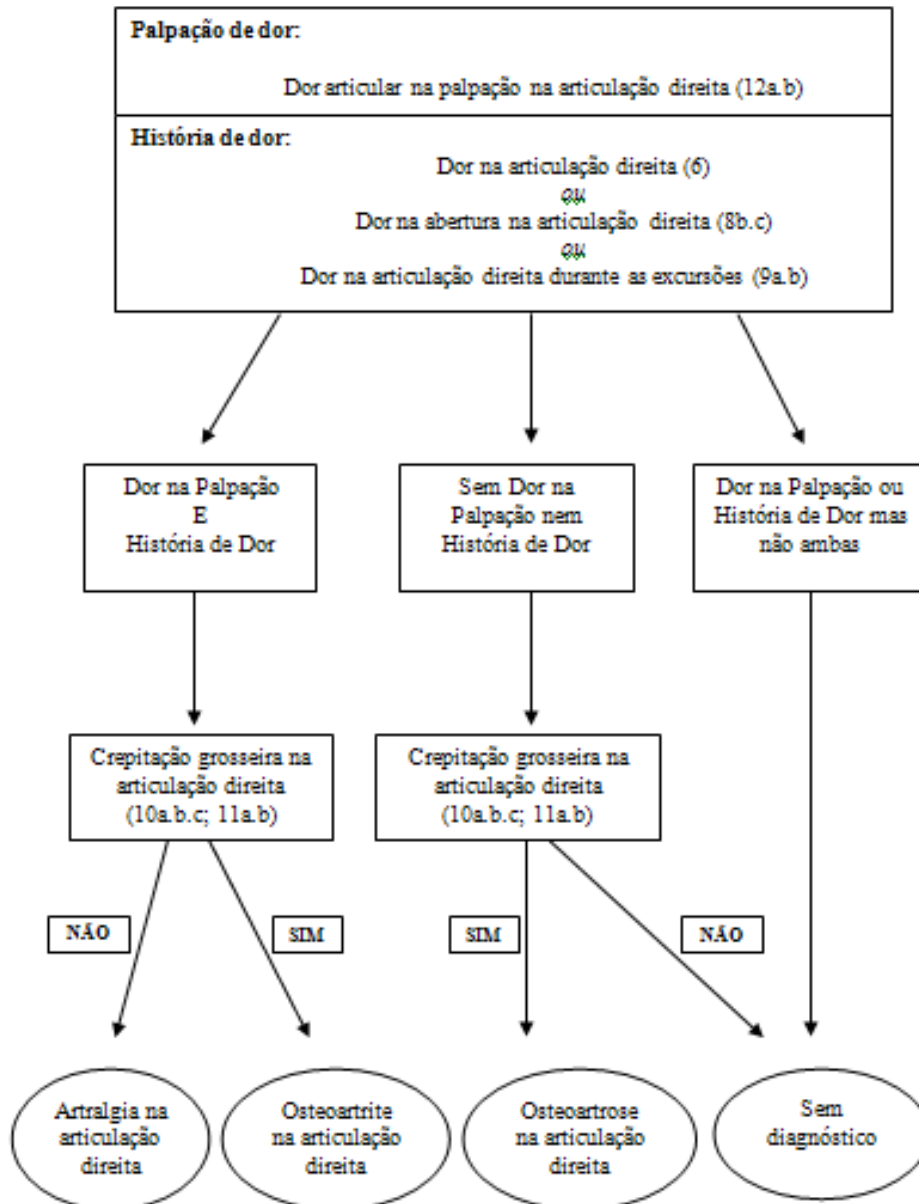 Palpação de dor:
Dor articular na palpação na articulação direita (12a.b)
História de dor:
Dor na articulação direita (6)
ou
Dor na abertura na articulação direita (8b.c)
ou
Dor na articulação direita durante as excursões (9a.b)
Dor na Palpação
E
História de Dor
Sem Dor na
Palpação nem
História de Dor
Dor na Palpação ou
História de Dor mas
não ambas
Crepitação grosseira na
articulação direita
(10a.b.c; 11a.b)
Crepitação grosseira na
articulação direita
(10a.b.c; 11a.b)
NÃO
SIM
SIM
NÃO
Artralgia na
articulação
direita
Osteoartrite
na articulação
direita
Osteoartrose
na articulação
direita
Sem
diagnóstico